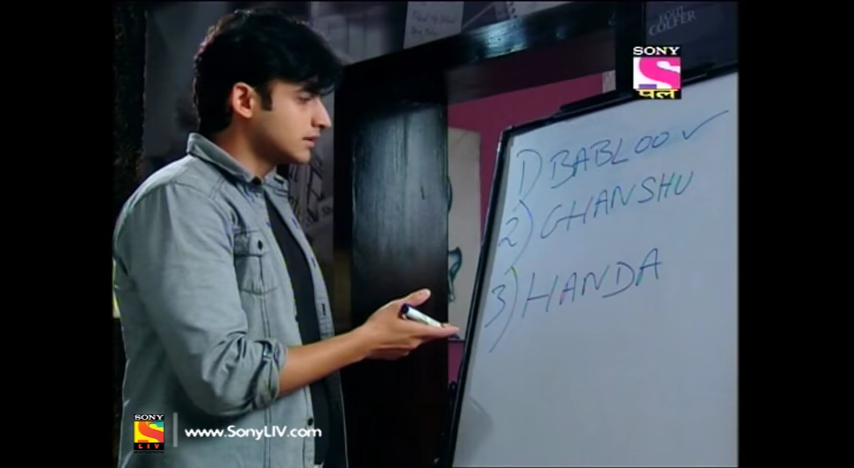 SONY
पल
1) BABLOO ✓
2) GHANSHU
3) HANDA
SONY
LIV
www.SonyLIV.com